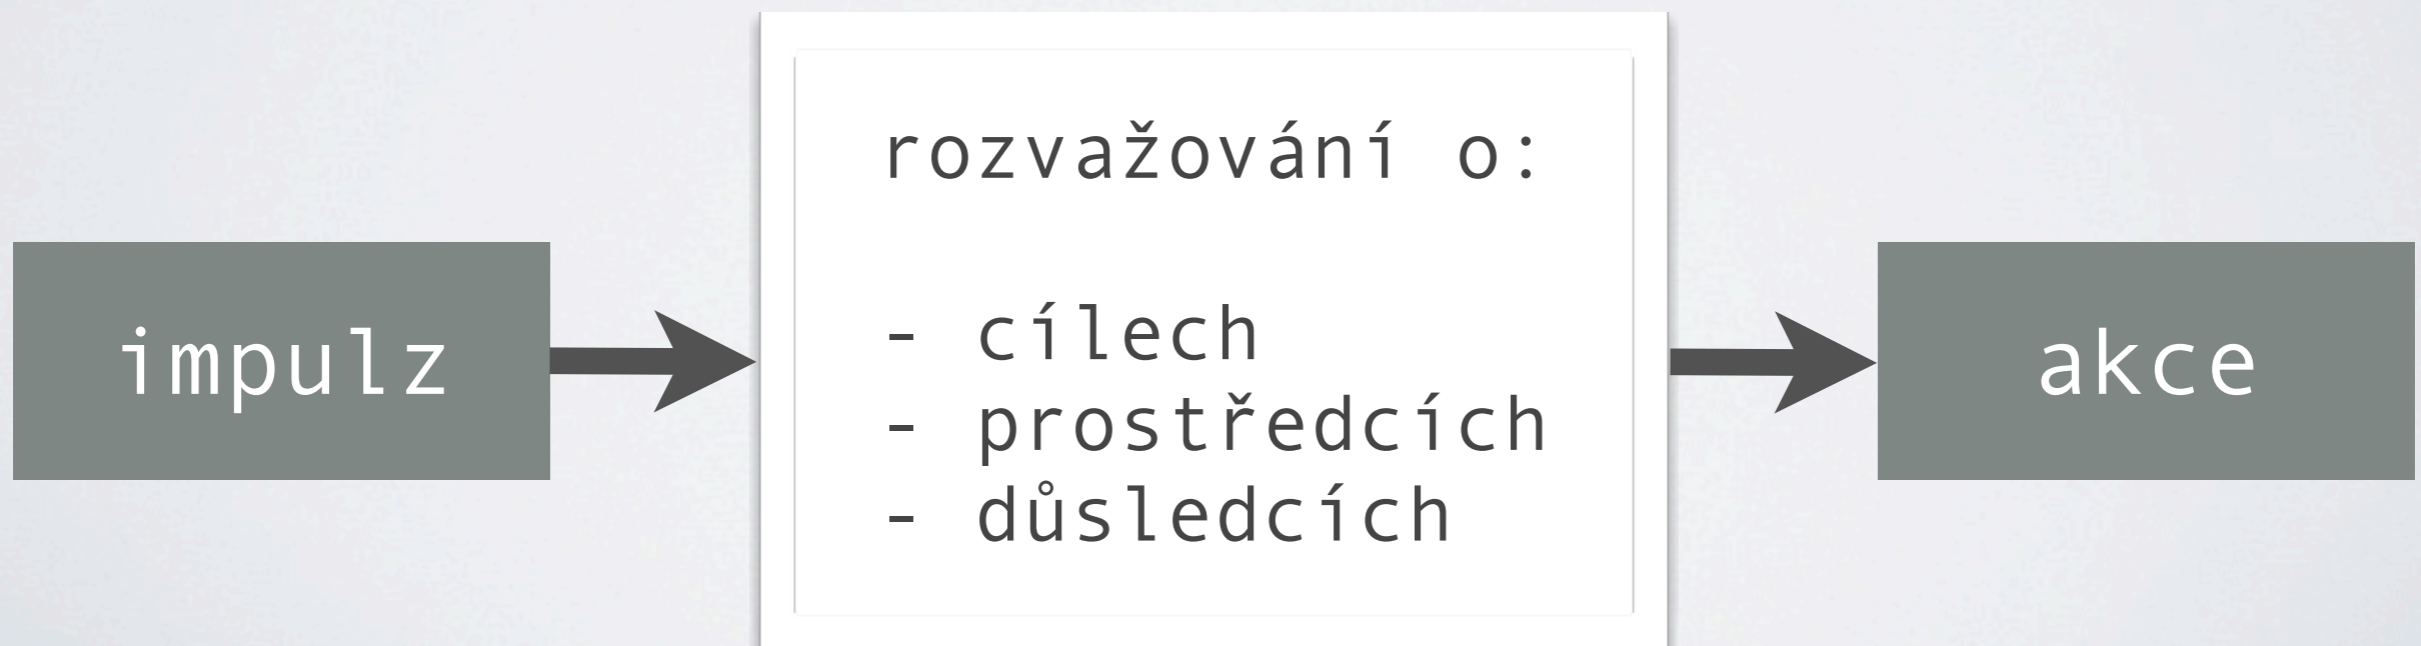 impulz
rozvažování o:
- cílech
- prostředcích
- důsledcích
akce